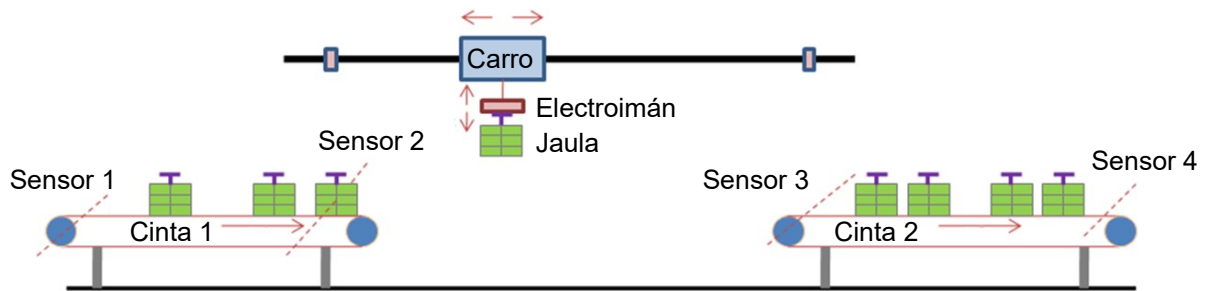 Carro
Electroimán
Jaula
Sensor 1
Sensor 2
Sensor 3
Sensor 4
Cinta 1
Cinta 2